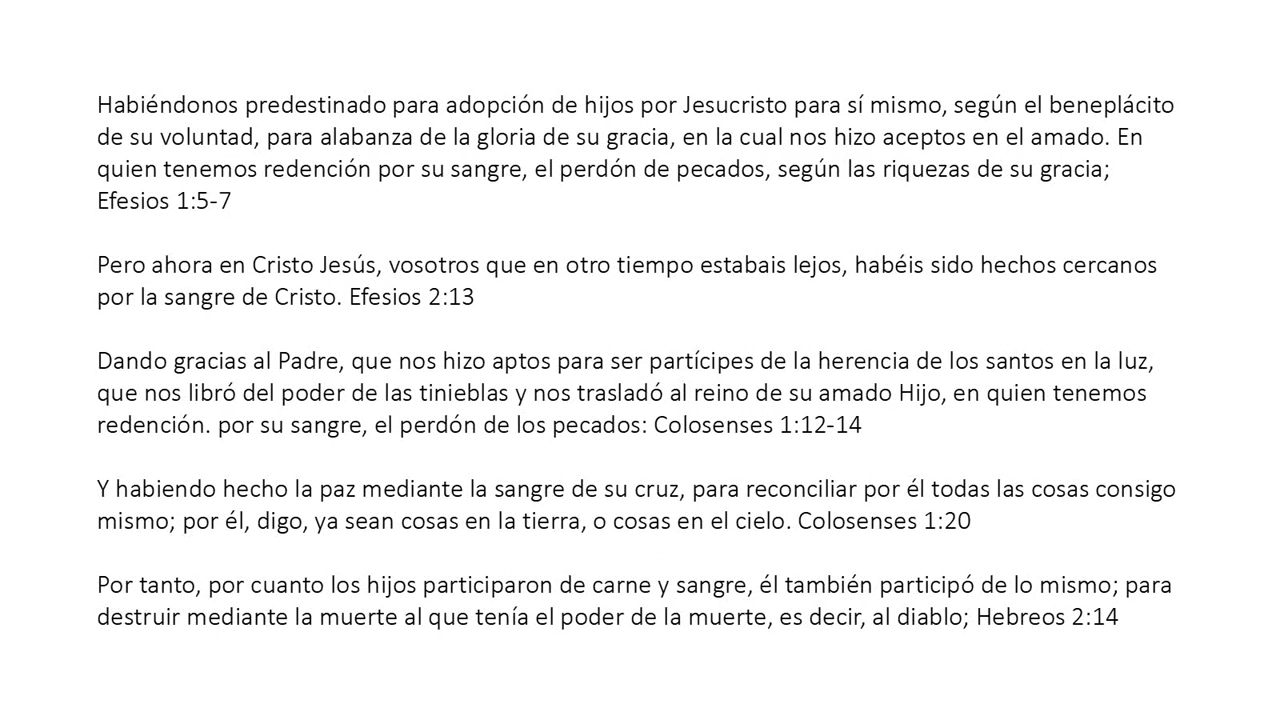 Habiéndonos predestinado para adopción de hijos por Jesucristo para sí mismo, según el beneplácito
de su voluntad, para alabanza de la gloria de su gracia, en la cual nos hizo aceptos en el amado. En
quien tenemos redención por su sangre, el perdón de pecados, según las riquezas de su gracia;
Efesios 1:5-7
Pero ahora en Cristo Jesús, vosotros que en otro tiempo estabais lejos, habéis sido hechos cercanos
por la sangre de Cristo. Efesios 2:13
Dando gracias al Padre, que nos hizo aptos para ser partícipes de la herencia de los santos en la luz,
que nos libró del poder de las tinieblas y nos trasladó al reino de su amado Hijo, en quien tenemos
redención. por su sangre, el perdón de los pecados: Colosenses 1:12-14
Y habiendo hecho la paz mediante la sangre de su cruz, para reconciliar por él todas las cosas consigo
mismo; por él, digo, ya sean cosas en la tierra, o cosas en el cielo. Colosenses 1:20
Por tanto, por cuanto los hijos participaron de carne y sangre, él también participó de lo mismo; para
destruir mediante la muerte al que tenía el poder de la muerte, es decir, al diablo; Hebreos 2:14